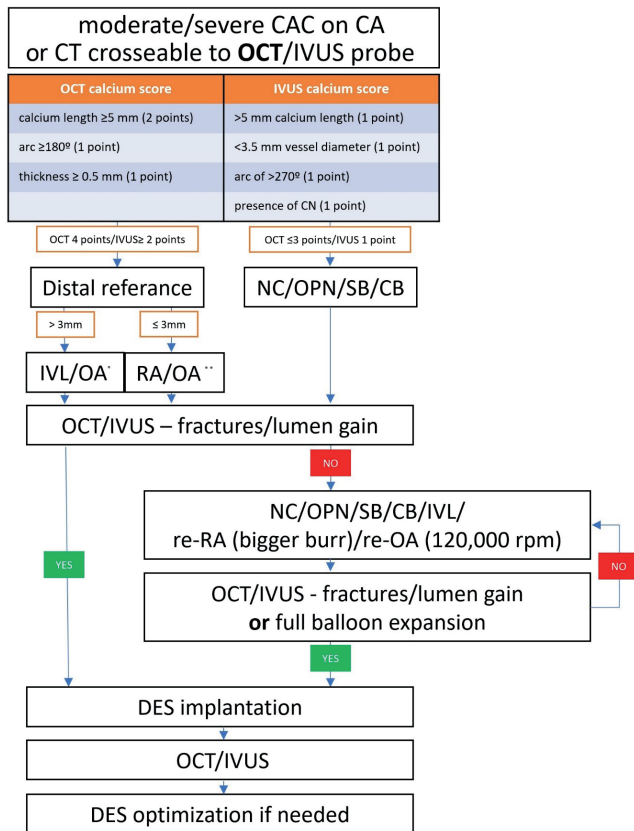 moderate/severe CAC on CA
or CT crosseable to OCT/IVUS probe
OCT calcium score
IVUS calcium score
calcium length ≥5 mm (2 points)
>5 mm calcium length (1 point)
arc ≥180º (1 point)
<3.5 mm vessel diameter (1 point)
thickness ≥ 0.5 mm (1 point)
arc of >270º (1 point)
presence of CN (1 point)
OCT 4 points/IVUS≥ 2 points
OCT ≤3 points/IVUS 1 point
Distal referance
NC/OPN/SB/CB
> 3mm
≤ 3mm
IVL/OA*
RA/OA**
OCT/IVUS – fractures/lumen gain
NO
NC/OPN/SB/CB/IVL/
re-RA (bigger burr)/re-OA (120,000 rpm)
YES
NO
OCT/IVUS - fractures/lumen gain
or full balloon expansion
YES
DES implantation
OCT/IVUS
DES optimization if needed